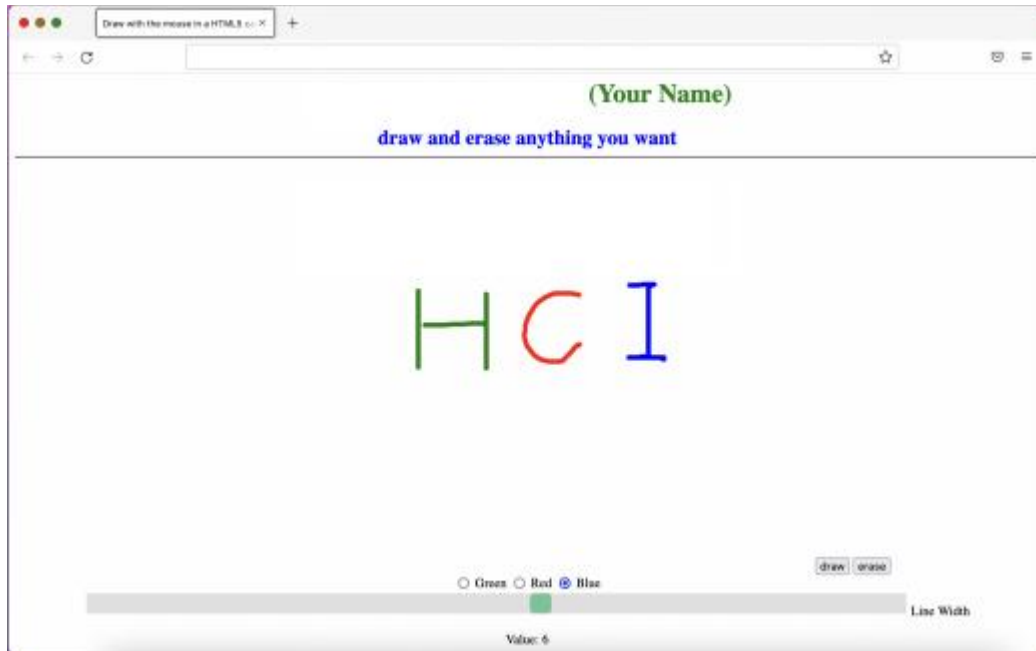 Draw with the mouse in a HTML5
(Your Name)
draw and erase anything you want
H C I
draw erase
Green Red Blue
Line Width
Value: 6